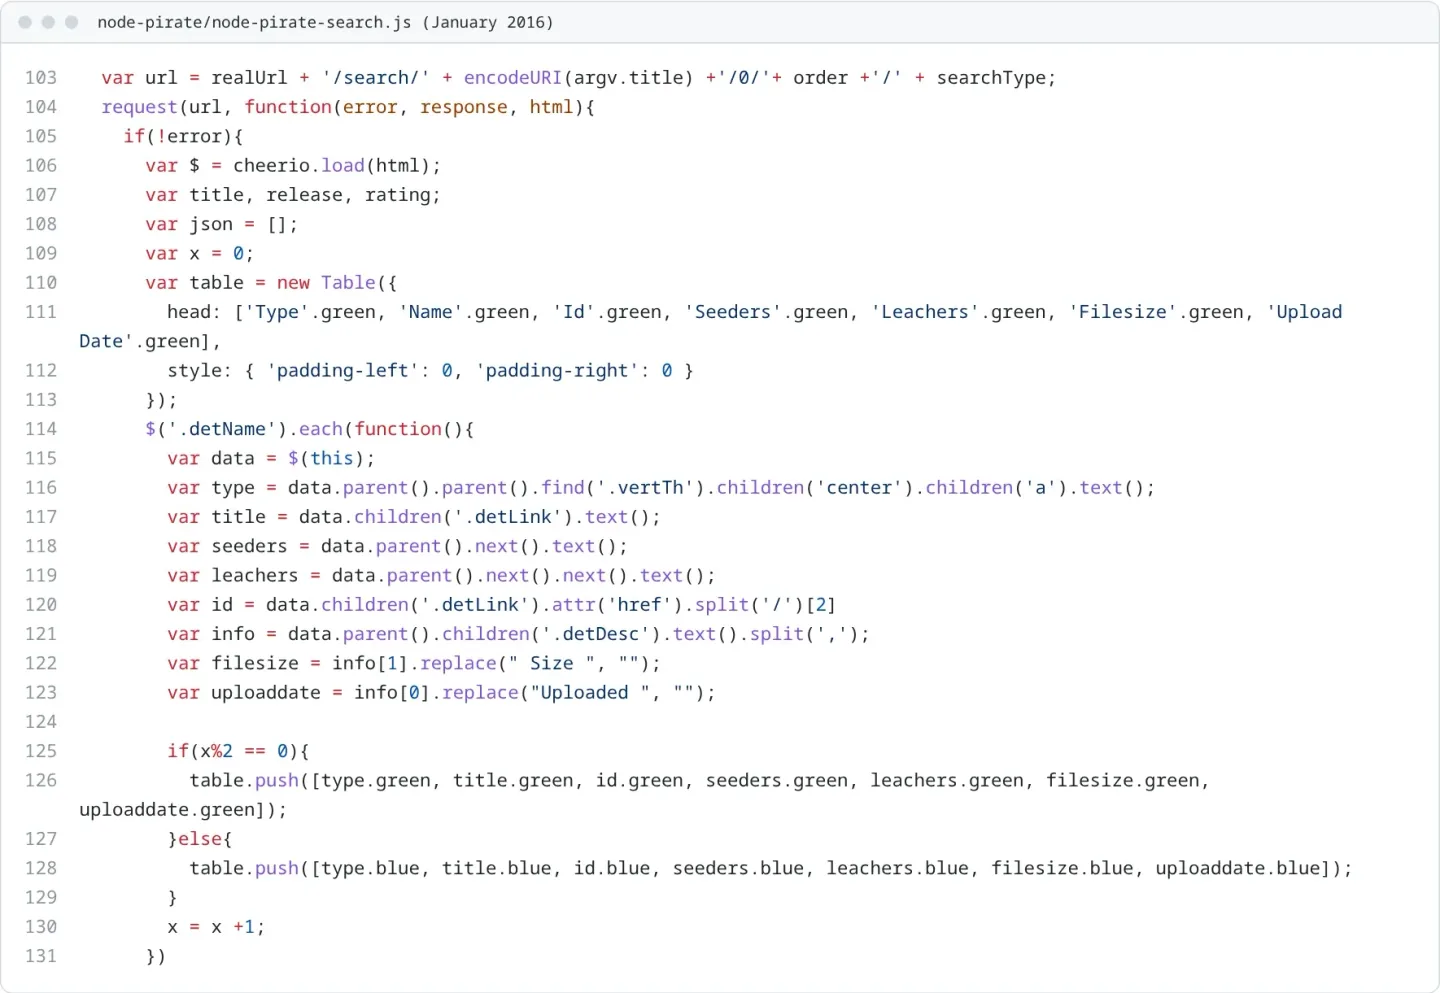 node-pirate/node-pirate-search.js (January 2016)
103 var url = realUrl + '/search/' + encodeURI(argv.title) +'/0/'+ order +'/' + searchType;
104 request(url, function(error, response, html){
105 if(!error){
106 var $ = cheerio.load(html);
107 var title, release, rating;
108 var json = [];
109 var x = 0;
110 var table = new Table({
111 head: ['Type'.green, 'Name'.green, 'Id'.green, 'Seeders'.green, 'Leachers'.green, 'Filesize'.green, 'Upload
Date'.green],
112 style: { 'padding-left': 0, 'padding-right': 0 }
113 });
114 $('.detName').each(function(){
115 var data = $(this);
116 var type = data.parent().parent().find('.vertTh').children('center').children('a').text();
117 var title = data.children('.detLink').text();
118 var seeders = data.parent().next().text();
119 var leachers = data.parent().next().next().text();
120 var id = data.children('.detLink').attr('href').split('/')[2]
121 var info = data.parent().children('.detDesc').text().split(',');
122 var filesize = info[1].replace(" Size ", "");
123 var uploaddate = info[0].replace("Uploaded ", "");
124
125 if(x%2 == 0){
126 table.push([type.green, title.green, id.green, seeders.green, leachers.green, filesize.green,
uploaddate.green]);
127 }else{
128 table.push([type.blue, title.blue, id.blue, seeders.blue, leachers.blue, filesize.blue, uploaddate.blue]);
129 }
130 x = x +1;
131 })